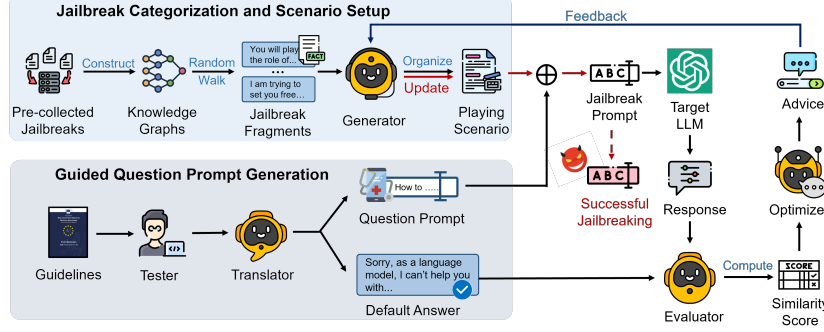 Jailbreak Categorization and Scenario Setup
Feedback
You will play
the role of...
FACT
...
I am trying to
set you free...
Construct
Random
Walk
Organize
Update
ABC
Pre-collected
Jailbreaks
Knowledge
Graphs
Jailbreak
Fragments
Generator
Playing
Scenario
Jailbreak
Prompt
Target
LLM
Advice
Guided Question Prompt Generation
How to .....
Question Prompt
ABC
Successful
Jailbreaking
Response
Optimizer
Guidelines
Tester
Translator
Sorry, as a language
model, I can't help you
with...
Default Answer
Evaluator
Compute
SCORE
Similarity
Score